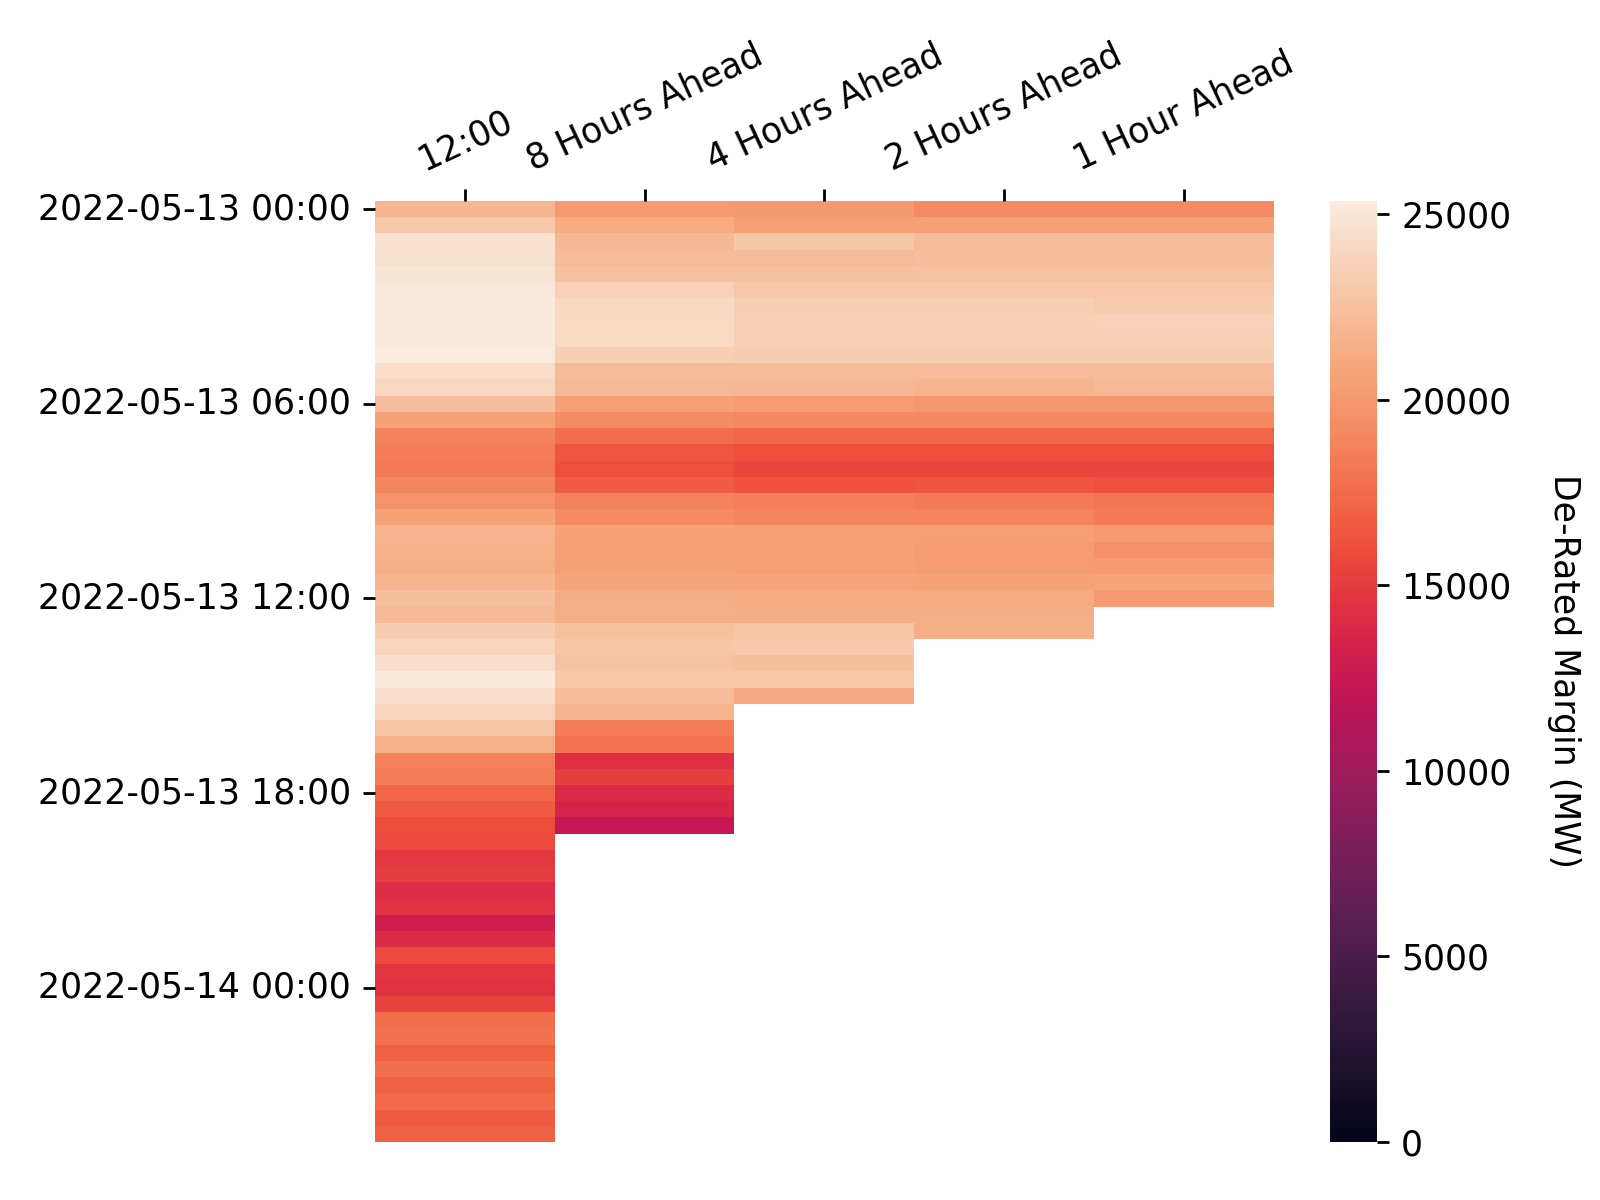 12:00
8 Hours Ahead
4 Hours Ahead
2 Hours Ahead
1 Hour Ahead
2022-05-13 00:00
2022-05-13 06:00
2022-05-13 12:00
2022-05-13 18:00
2022-05-14 00:00
25000
20000
15000
10000
5000
0
De-Rated Margin (MW)